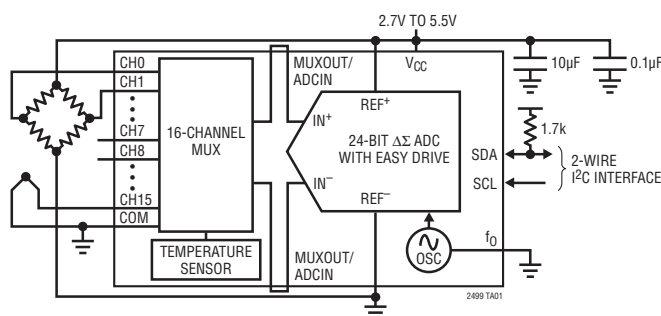 2.7V TO 5.5V
CH0
CH1
CH7
CH8
CH15
COM
16-CHANNEL
MUX
TEMPERATURE
SENSOR
MUXOUT/
ADCIN
VCC
REF+
IN+
24-BIT ΔΣ ADC
WITH EASY DRIVE
IN−
REF−
MUXOUT/
ADCIN
OSC
10µF
0.1µF
1.7k
SDA
SCL
2-WIRE
I2C INTERFACE
fO
2499 TA01